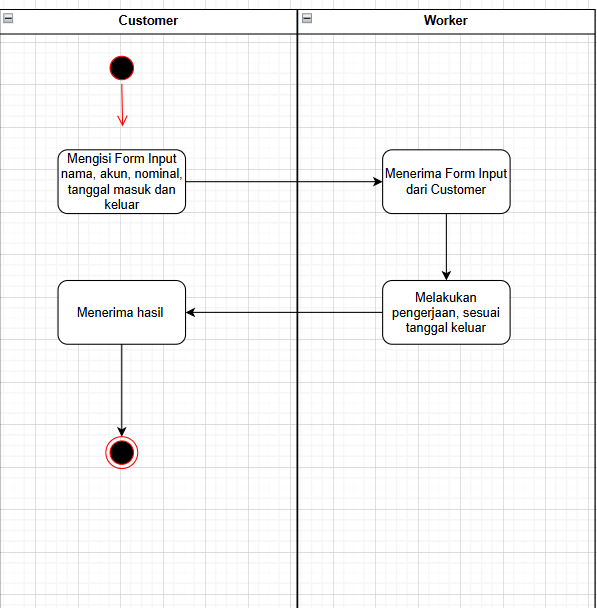 Customer
Worker
Mengisi Form Input
nama, akun, nominal,
tanggal masuk dan
keluar
Menerima Form Input
dari Customer
Menerima hasil
Melakukan
pengerjaan, sesuai
tanggal keluar